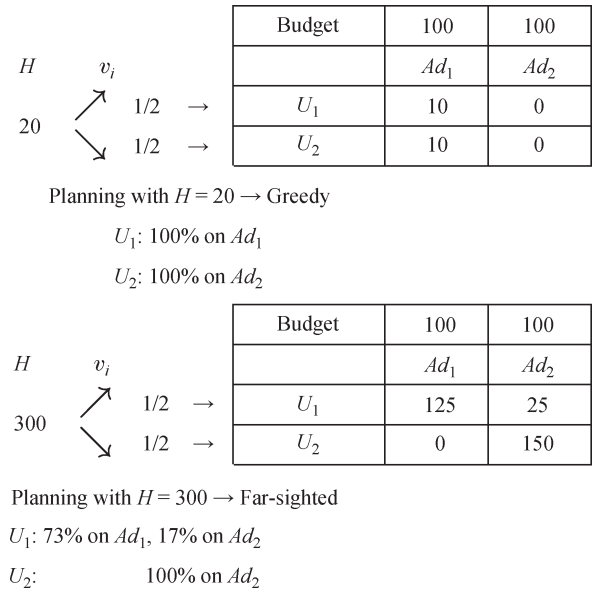 Budget 100 100
H v_i Ad_1 Ad_2
1/2 → U_1 10 0
20
1/2 → U_2 10 0
Planning with H = 20 → Greedy
U_1: 100% on Ad_1
U_2: 100% on Ad_2
Budget 100 100
H v_i Ad_1 Ad_2
1/2 → U_1 125 25
300
1/2 → U_2 0 150
Planning with H = 300 → Far-sighted
U_1: 73% on Ad_1, 17% on Ad_2
U_2: 100% on Ad_2